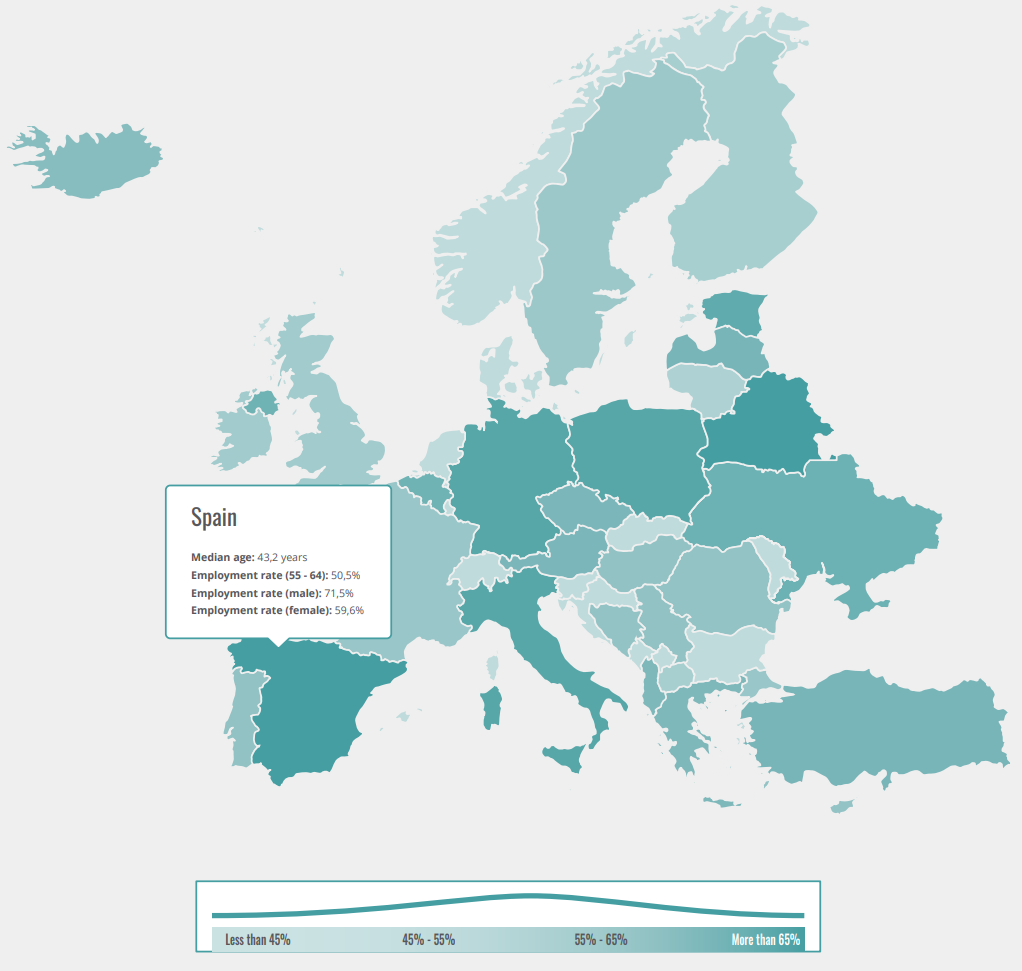 Spain
Median age: 43,2 years
Employment rate (55 - 64): 50,5%
Employment rate (male): 71,5%
Employment rate (female): 59,6%
Less than 45% 45% - 55% 55% - 65% More than 65%